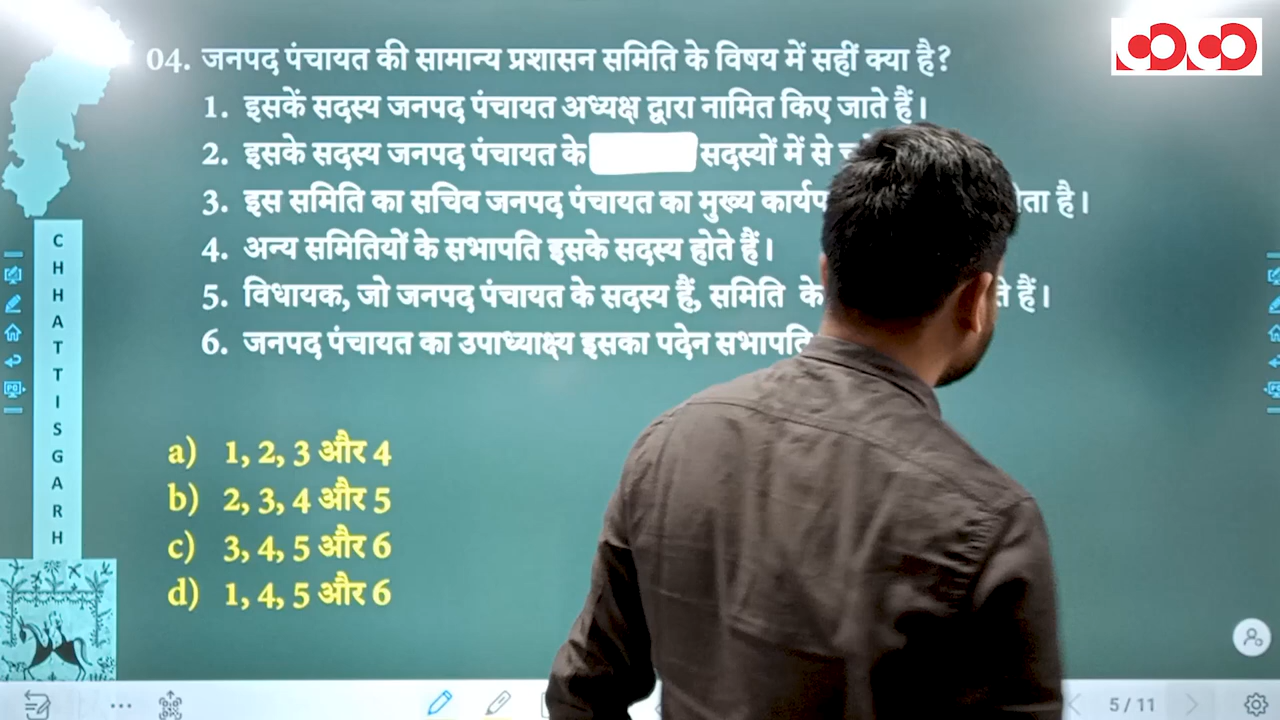 04. जनपद पंचायत की सामान्य प्रशासन समिति के विषय में सहीं क्या है?
1. इसकें सदस्य जनपद पंचायत अध्यक्ष द्वारा नामित किए जाते हैं।
2. इसके सदस्य जनपद पंचायत के सदस्यों में से
3. इस समिति का सचिव जनपद पंचायत का मुख्य है।
4. अन्य समितियों के सभापति इसके सदस्य होते हैं।
5. विधायक, जो जनपद पंचायत के सदस्य हैं, समिति के हैं।
6. जनपद पंचायत का उपाध्याक्ष्य इसका पदेन सभापति
a) 1, 2, 3 और 4
b) 2, 3, 4 और 5
c) 3, 4, 5 और 6
d) 1, 4, 5 और 6
CHHATTISGARH
5 / 11